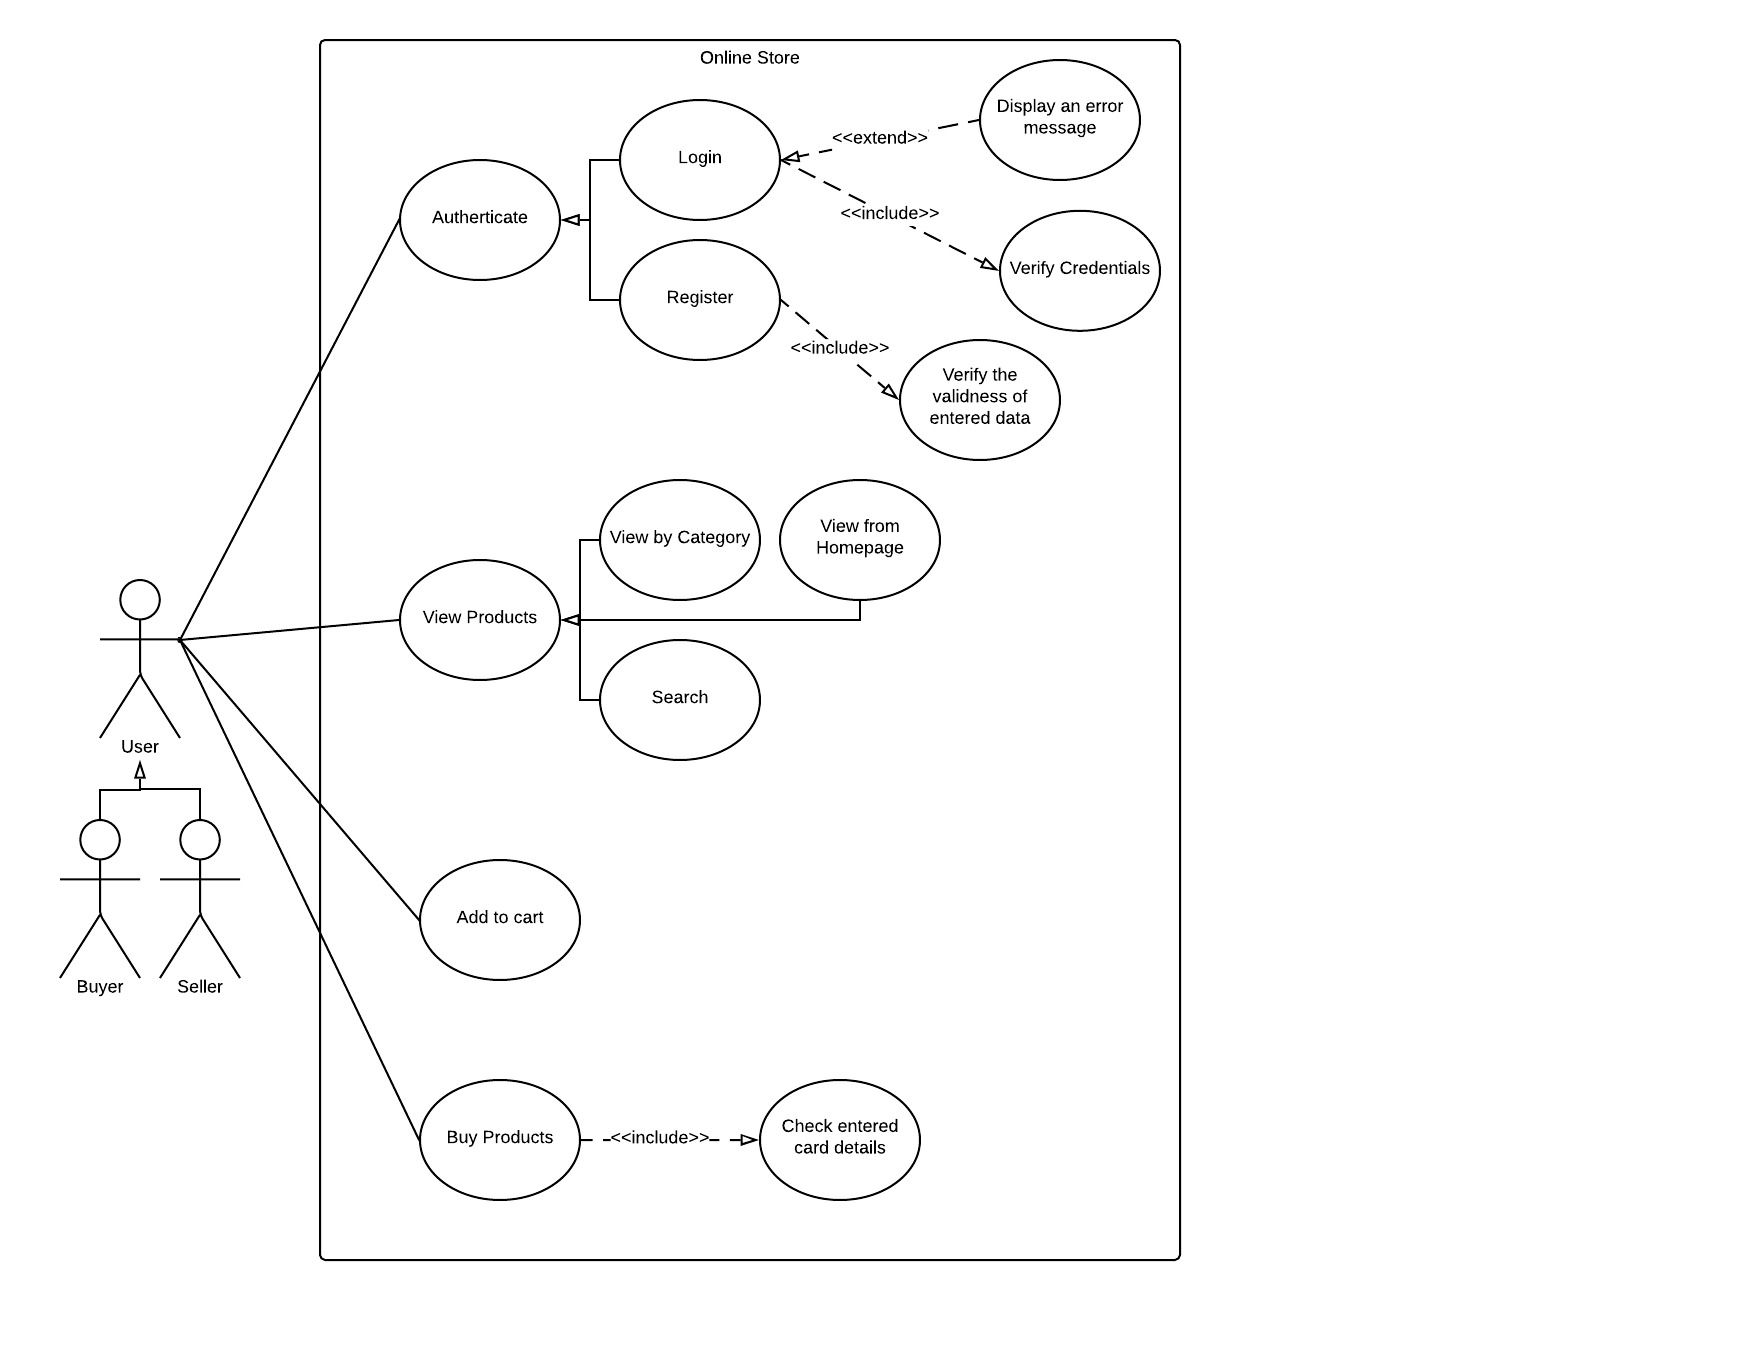 Online Store
Display an error
message
Login
<<extend>>
Autherticate
<<include>>
Verify Credentials
Register
<<include>>
Verify the
validness of
entered data
View by Category
View from
Homepage
View Products
Search
User
Add to cart
Buyer
Seller
Buy Products
<<include>>
Check entered
card details